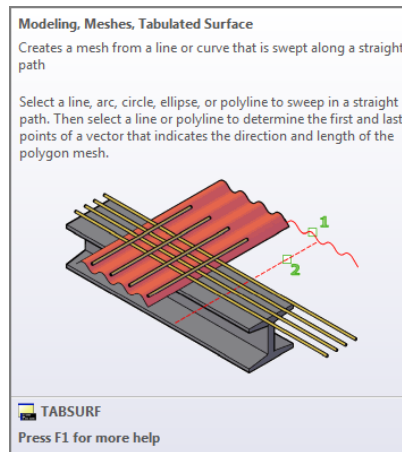 Modeling, Meshes, Tabulated Surface
Creates a mesh from a line or curve that is swept along a straight
path
Select a line, arc, circle, ellipse, or polyline to sweep in a straight
path. Then select a line or polyline to determine the first and last
points of a vector that indicates the direction and length of the
polygon mesh.
1
2
TABSURF
Press F1 for more help